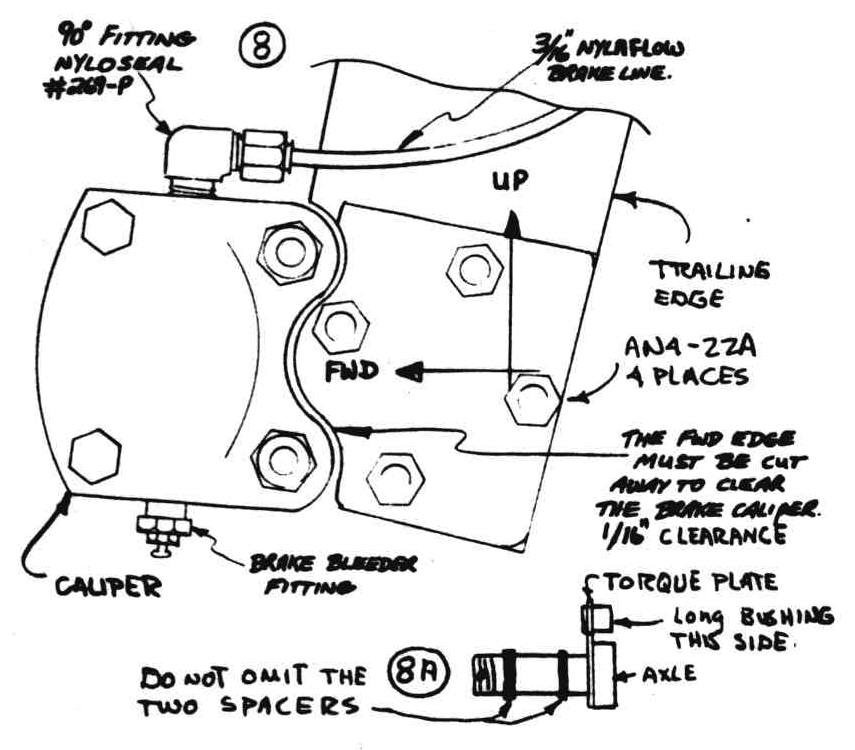 90° FITTING
NYLOSEAL
#269-P
8
3/16" NYLAFLOW
BRAKE LINE.
UP
TRAILING
EDGE
AN4-22A
4 PLACES
FWD
THE FWD EDGE
MUST BE CUT
AWAY TO CLEAR
THE BRAKE CALIPER.
1/16" CLEARANCE
BRAKE BLEEDER
FITTING
CALIPER
TORQUE PLATE
LONG BUSHING
THIS SIDE.
AXLE
8A
DO NOT OMIT THE
TWO SPACERS